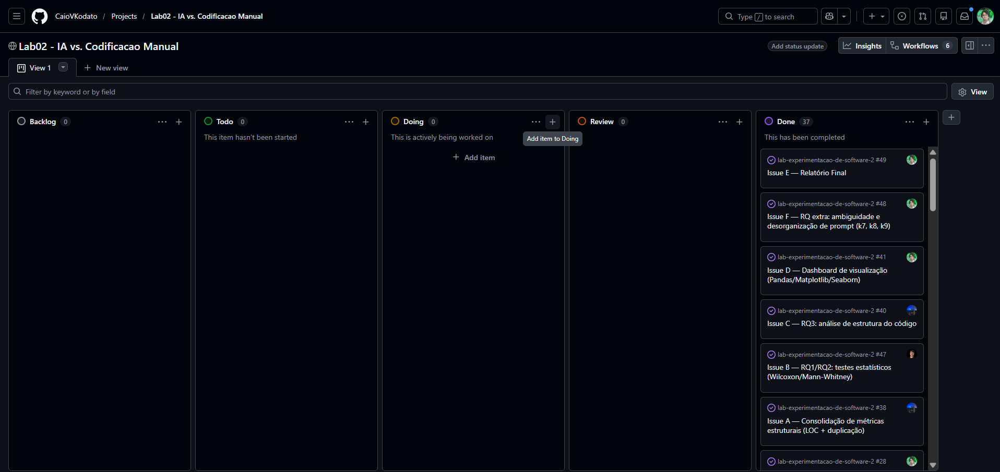 CaioVKodato / Projects / Lab02 - IA vs. Codificacao Manual
Type / to search
Lab02 - IA vs. Codificacao Manual
Add status update
Insights
Workflows 6
View 1
New view
Filter by keyword or by field
View
Backlog 0
Todo 0
This item hasn't been started
Doing 0
This is actively being worked on
Add item to Doing
+ Add item
Review 0
Done 37
This has been completed
lab-experimentacao-de-software-2 #49
Issue E — Relatório Final
lab-experimentacao-de-software-2 #48
Issue F — RQ extra: ambiguidade e
desorganização de prompt (k7, k8, k9)
lab-experimentacao-de-software-2 #41
Issue D — Dashboard de visualização
(Pandas/Matplotlib/Seaborn)
lab-experimentacao-de-software-2 #40
Issue C — RQ3: análise de estrutura do código
lab-experimentacao-de-software-2 #47
Issue B — RQ1/RQ2: testes estatísticos
(Wilcoxon/Mann-Whitney)
lab-experimentacao-de-software-2 #38
Issue A — Consolidação de métricas
estruturais (LOC + duplicação)
lab-experimentacao-de-software-2 #28